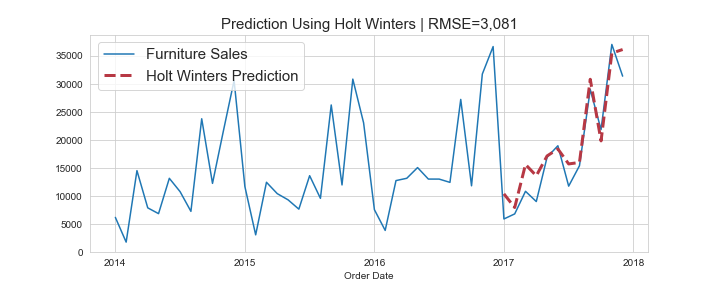 Prediction Using Holt Winters | RMSE=3,081
Furniture Sales
Holt Winters Prediction
35000
30000
25000
20000
15000
10000
5000
0
2014 2015 2016 2017 2018
Order Date